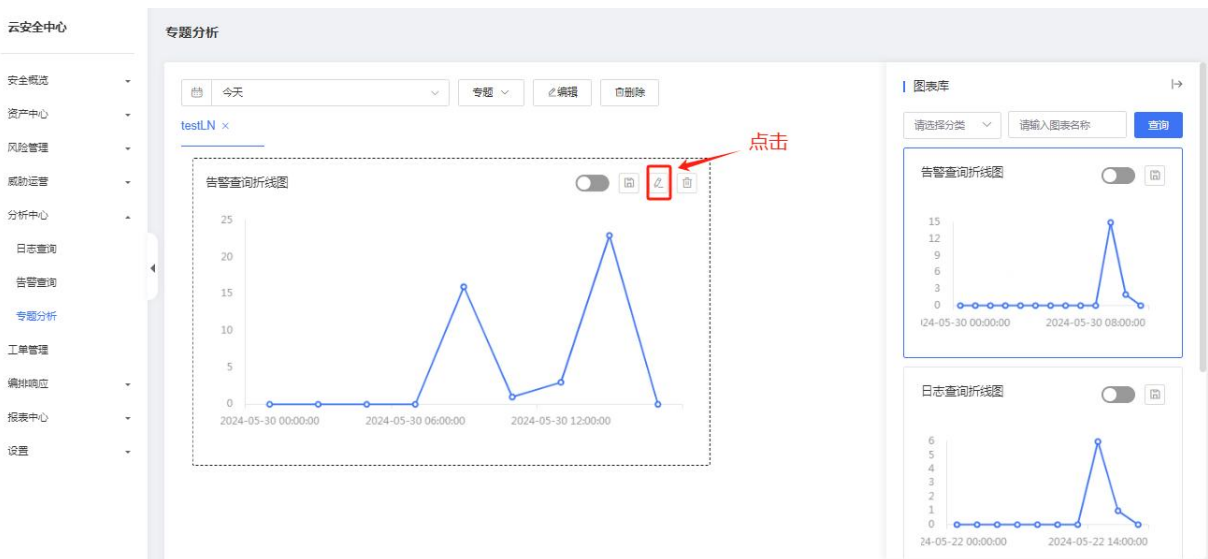 云安全中心
专题分析
安全概览
资产中心
风险管理
威胁运营
分析中心
日志查询
告警查询
专题分析
工单管理
编排响应
报表中心
设置
今天
专题
编辑
删除
testLN ×
点击
告警查询折线图
25
20
15
10
5
0
2024-05-30 00:00:00 2024-05-30 06:00:00 2024-05-30 12:00:00
图表库
请选择分类 请输入图表名称 查询
告警查询折线图
15
12
9
6
3
0
24-05-30 00:00:00 2024-05-30 08:00:00
日志查询折线图
6
5
4
3
2
1
0
24-05-22 00:00:00 2024-05-22 14:00:00